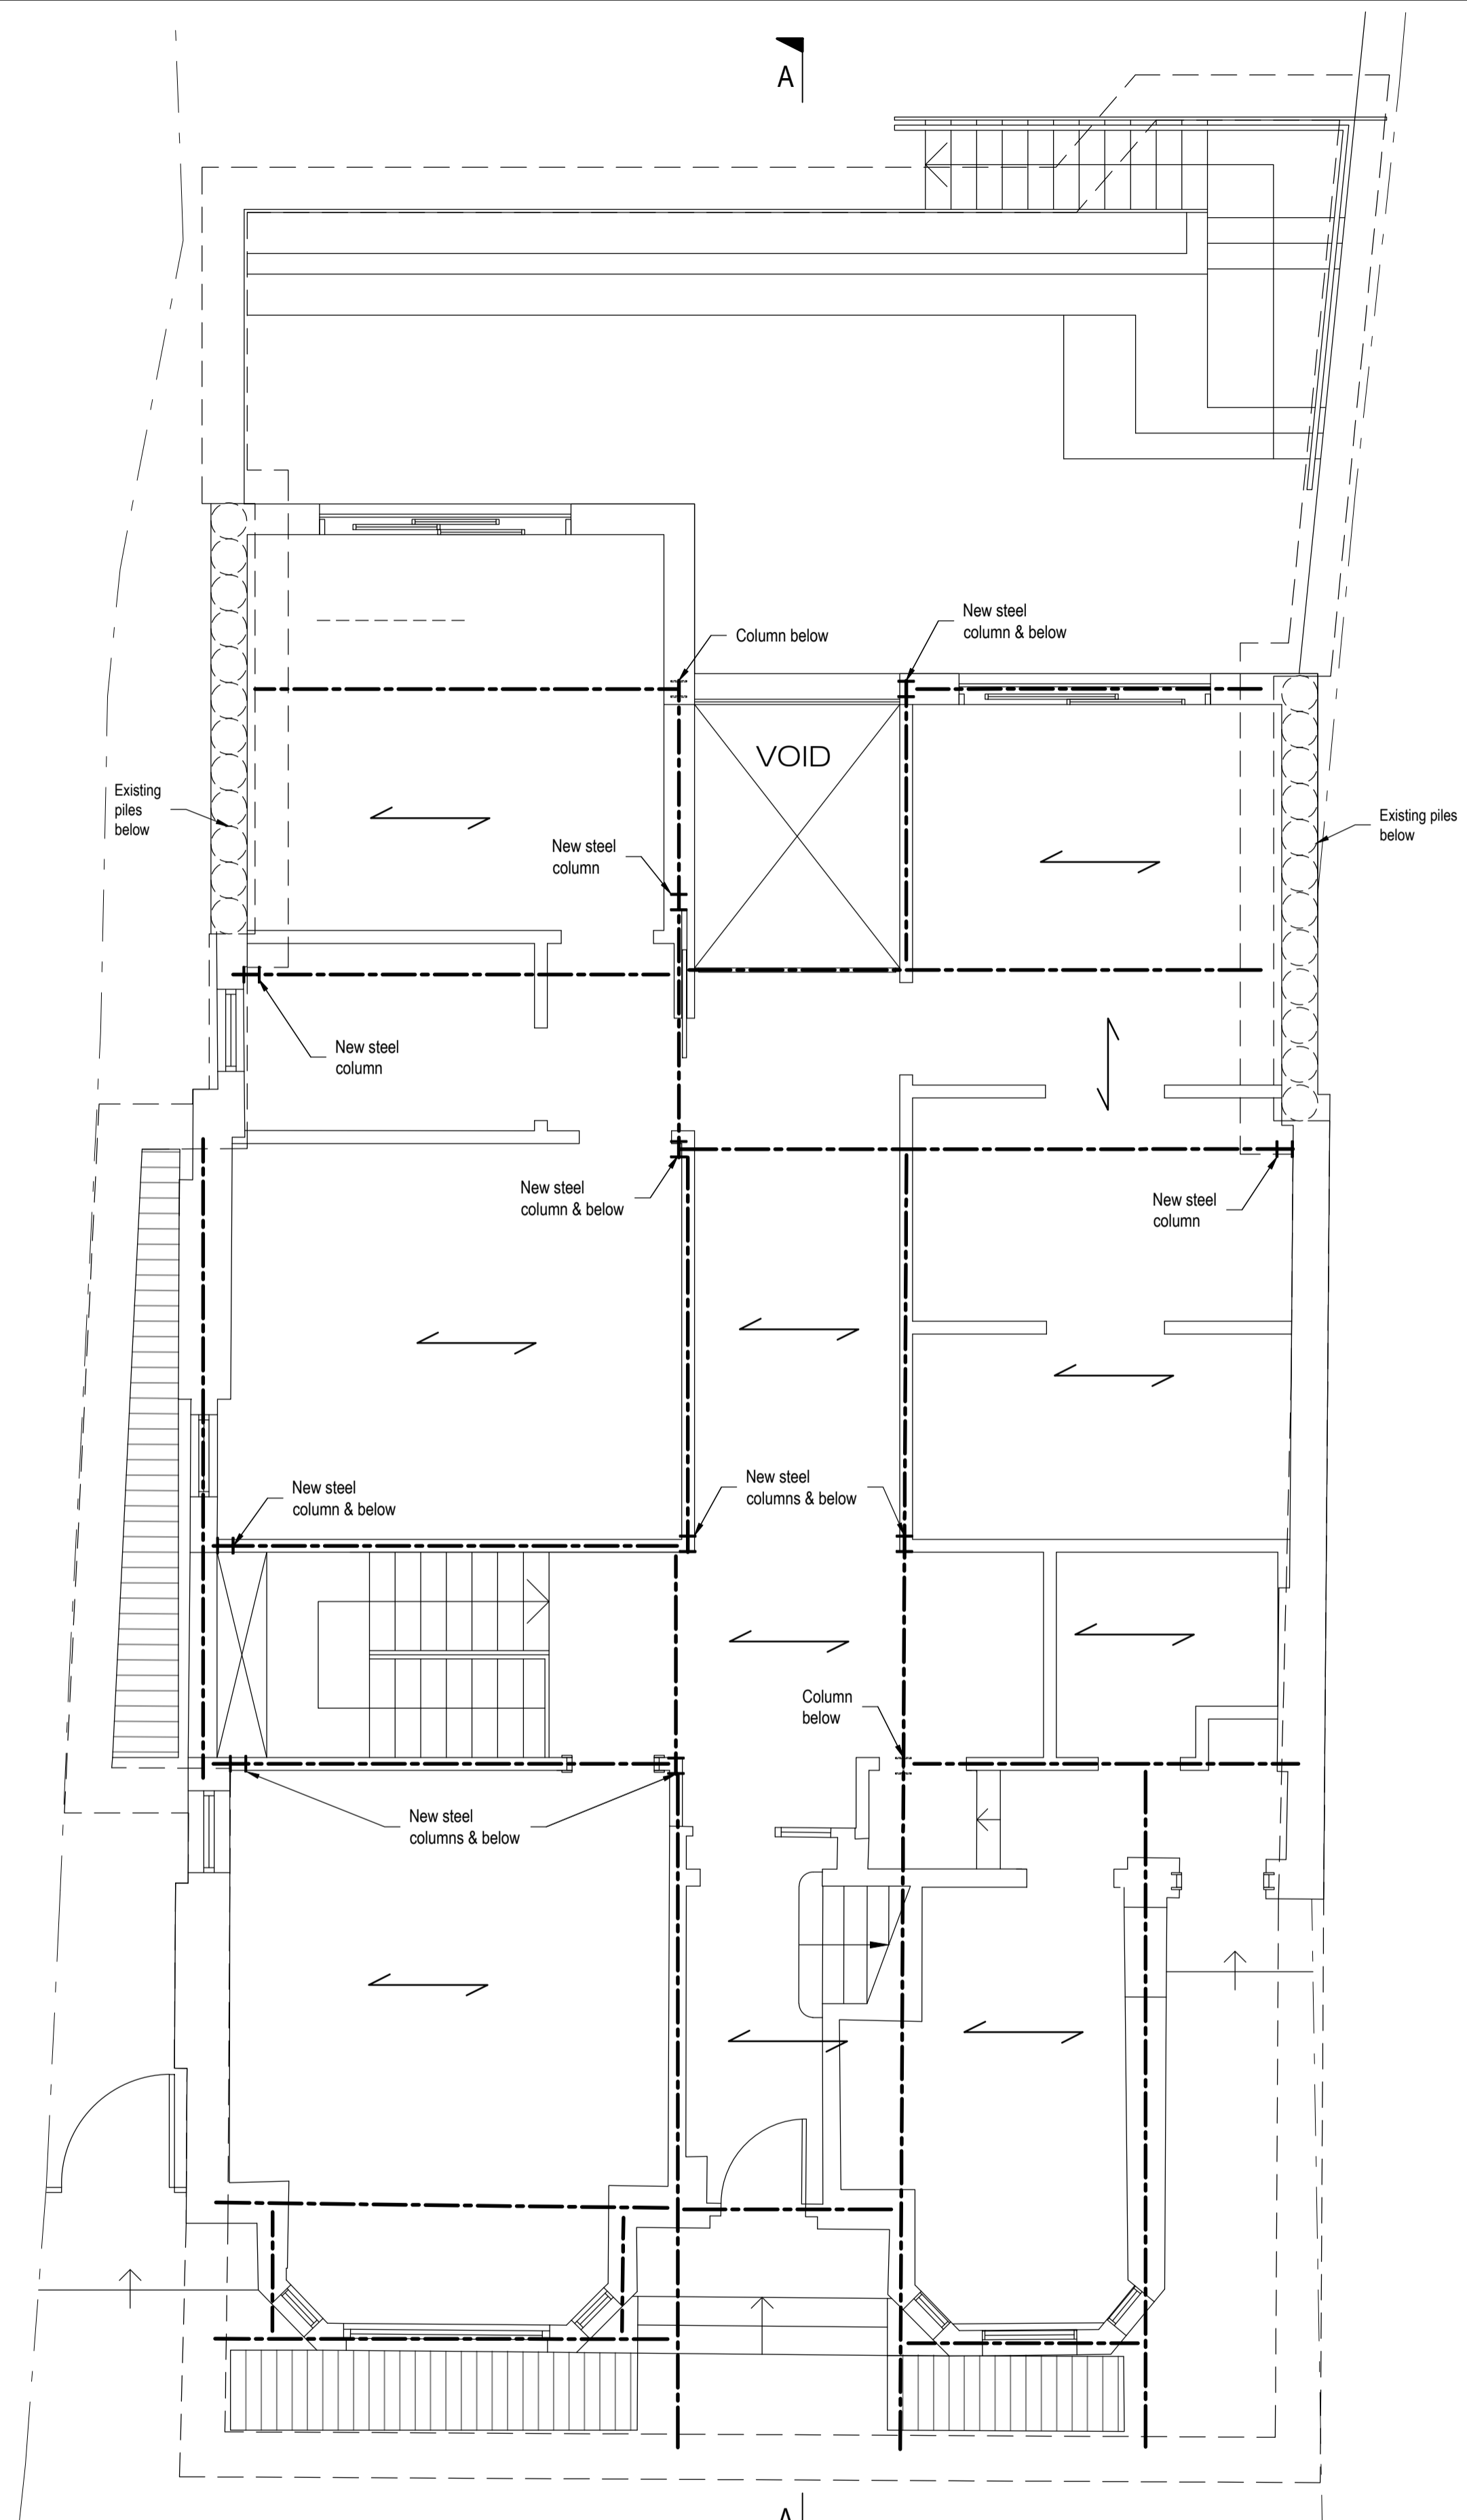 A
Column below
New steel
column & below
VOID
Existing
piles
below
Existing piles
below
New steel
column
New steel
column
New steel
column & below
New steel
column
New steel
column & below
New steel
columns & below
Column
below
New steel
columns & below
A